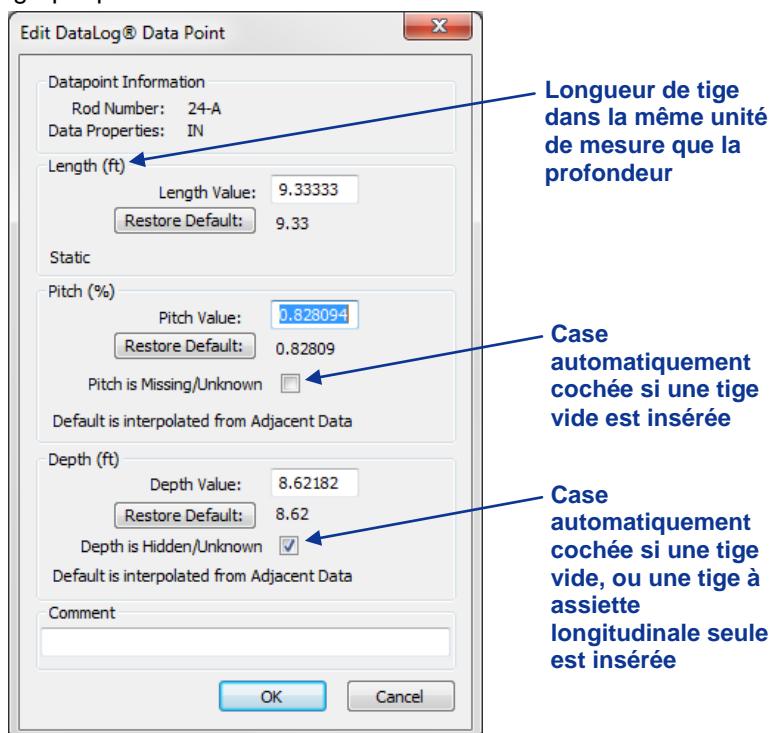 Edit DataLog® Data Point
Datapoint Information
Rod Number: 24-A
Data Properties: IN
Length (ft)
Length Value: 9.33333
Restore Default: 9.33
Static
Pitch (%)
Pitch Value: 0.828094
Restore Default: 0.82809
Pitch is Missing/Unknown
Default is interpolated from Adjacent Data
Depth (ft)
Depth Value: 8.62182
Restore Default: 8.62
Depth is Hidden/Unknown
Default is interpolated from Adjacent Data
Comment
OK Cancel
Longueur de tige
dans la même unité
de mesure que la
profondeur
Case
automatiquement
cochée si une tige
vide est insérée
Case
automatiquement
cochée si une tige
vide, ou une tige à
assiette
longitudinale seule
est insérée